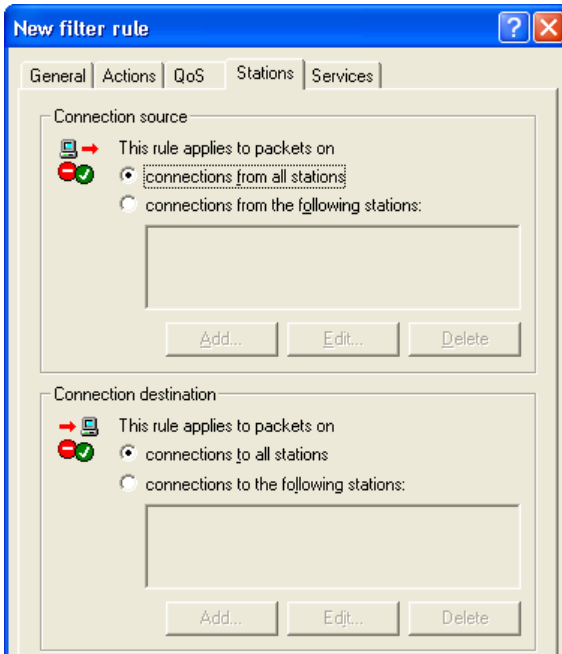 New filter rule
General Actions QoS Stations Services
Connection source
This rule applies to packets on
connections from all stations
connections from the following stations:
Add... Edit... Delete
Connection destination
This rule applies to packets on
connections to all stations
connections to the following stations:
Add... Edit... Delete